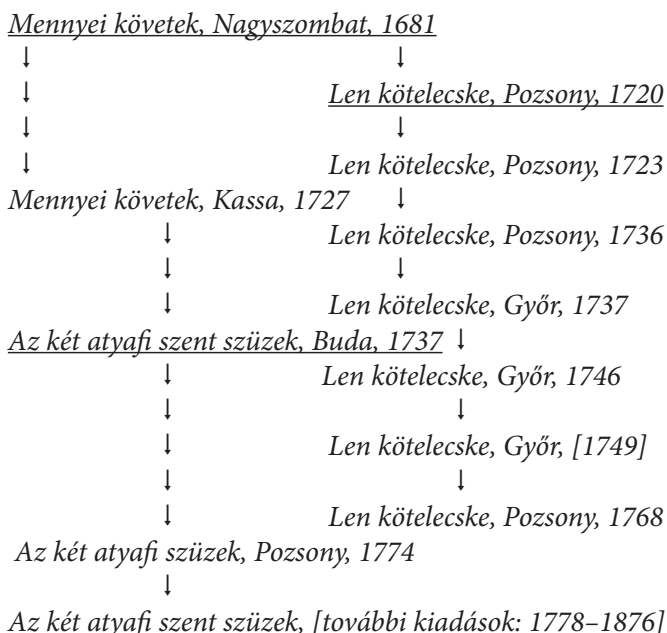 Mennyei követek, Nagyszombat, 1681
↓ ↓
↓ Len kötelecske, Pozsony, 1720
↓ ↓
↓ Len kötelecske, Pozsony, 1723
Mennyei követek, Kassa, 1727 ↓
↓ Len kötelecske, Pozsony, 1736
↓ ↓
↓ Len kötelecske, Győr, 1737
Az két atyafi szent szüzek, Buda, 1737 ↓
↓ Len kötelecske, Győr, 1746
↓ ↓
↓ Len kötelecske, Győr, [1749]
↓ ↓
↓ Len kötelecske, Pozsony, 1768
Az két atyafi szüzek, Pozsony, 1774
↓
Az két atyafi szent szüzek, [további kiadások: 1778–1876]